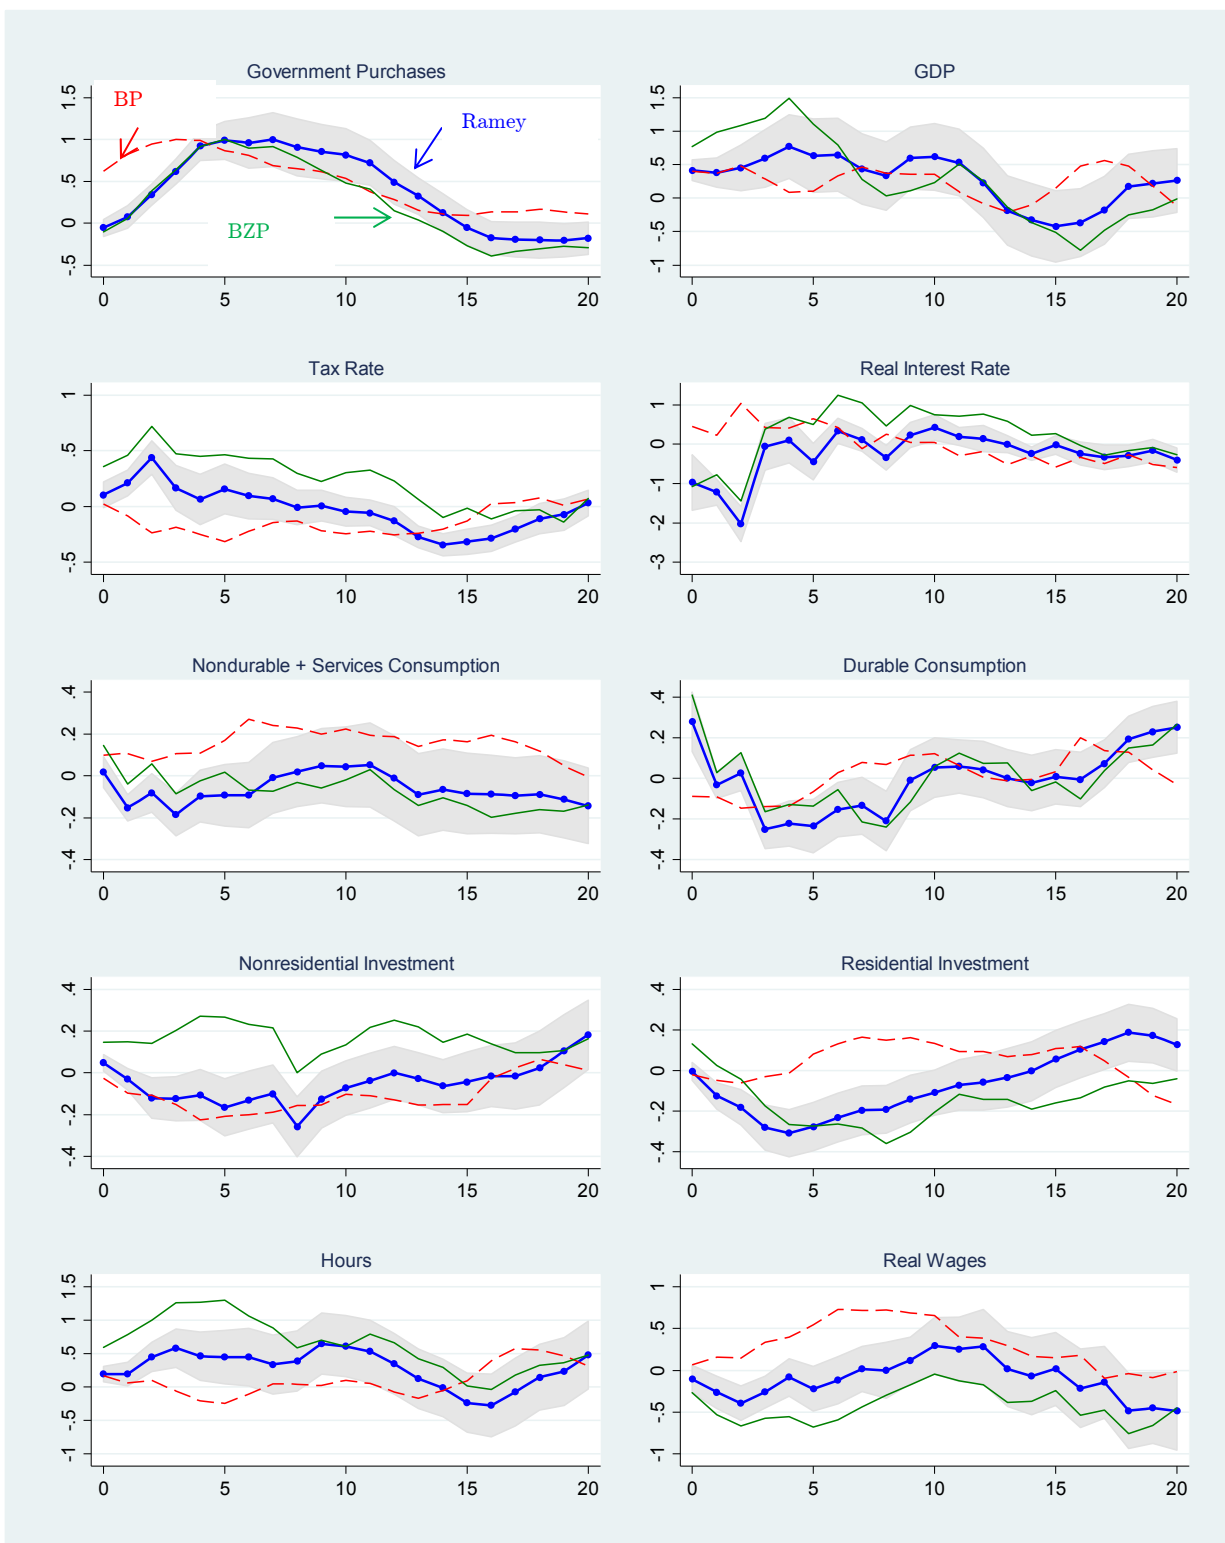 Government Purchases
GDP
BP
Ramey
BZP
1.5
1
.5
0
-.5
0 5 10 15 20
1.5
1
.5
0
-.5
-1
0 5 10 15 20
Tax Rate
Real Interest Rate
1
.5
0
-.5
0 5 10 15 20
1
0
-1
-2
-3
0 5 10 15 20
Nondurable + Services Consumption
Durable Consumption
.4
.2
0
-.2
-.4
0 5 10 15 20
.4
.2
0
-.2
-.4
0 5 10 15 20
Nonresidential Investment
Residential Investment
.4
.2
0
-.2
-.4
0 5 10 15 20
.4
.2
0
-.2
-.4
0 5 10 15 20
Hours
Real Wages
1.5
1
.5
0
-.5
-1
0 5 10 15 20
1
.5
0
-.5
-1
0 5 10 15 20